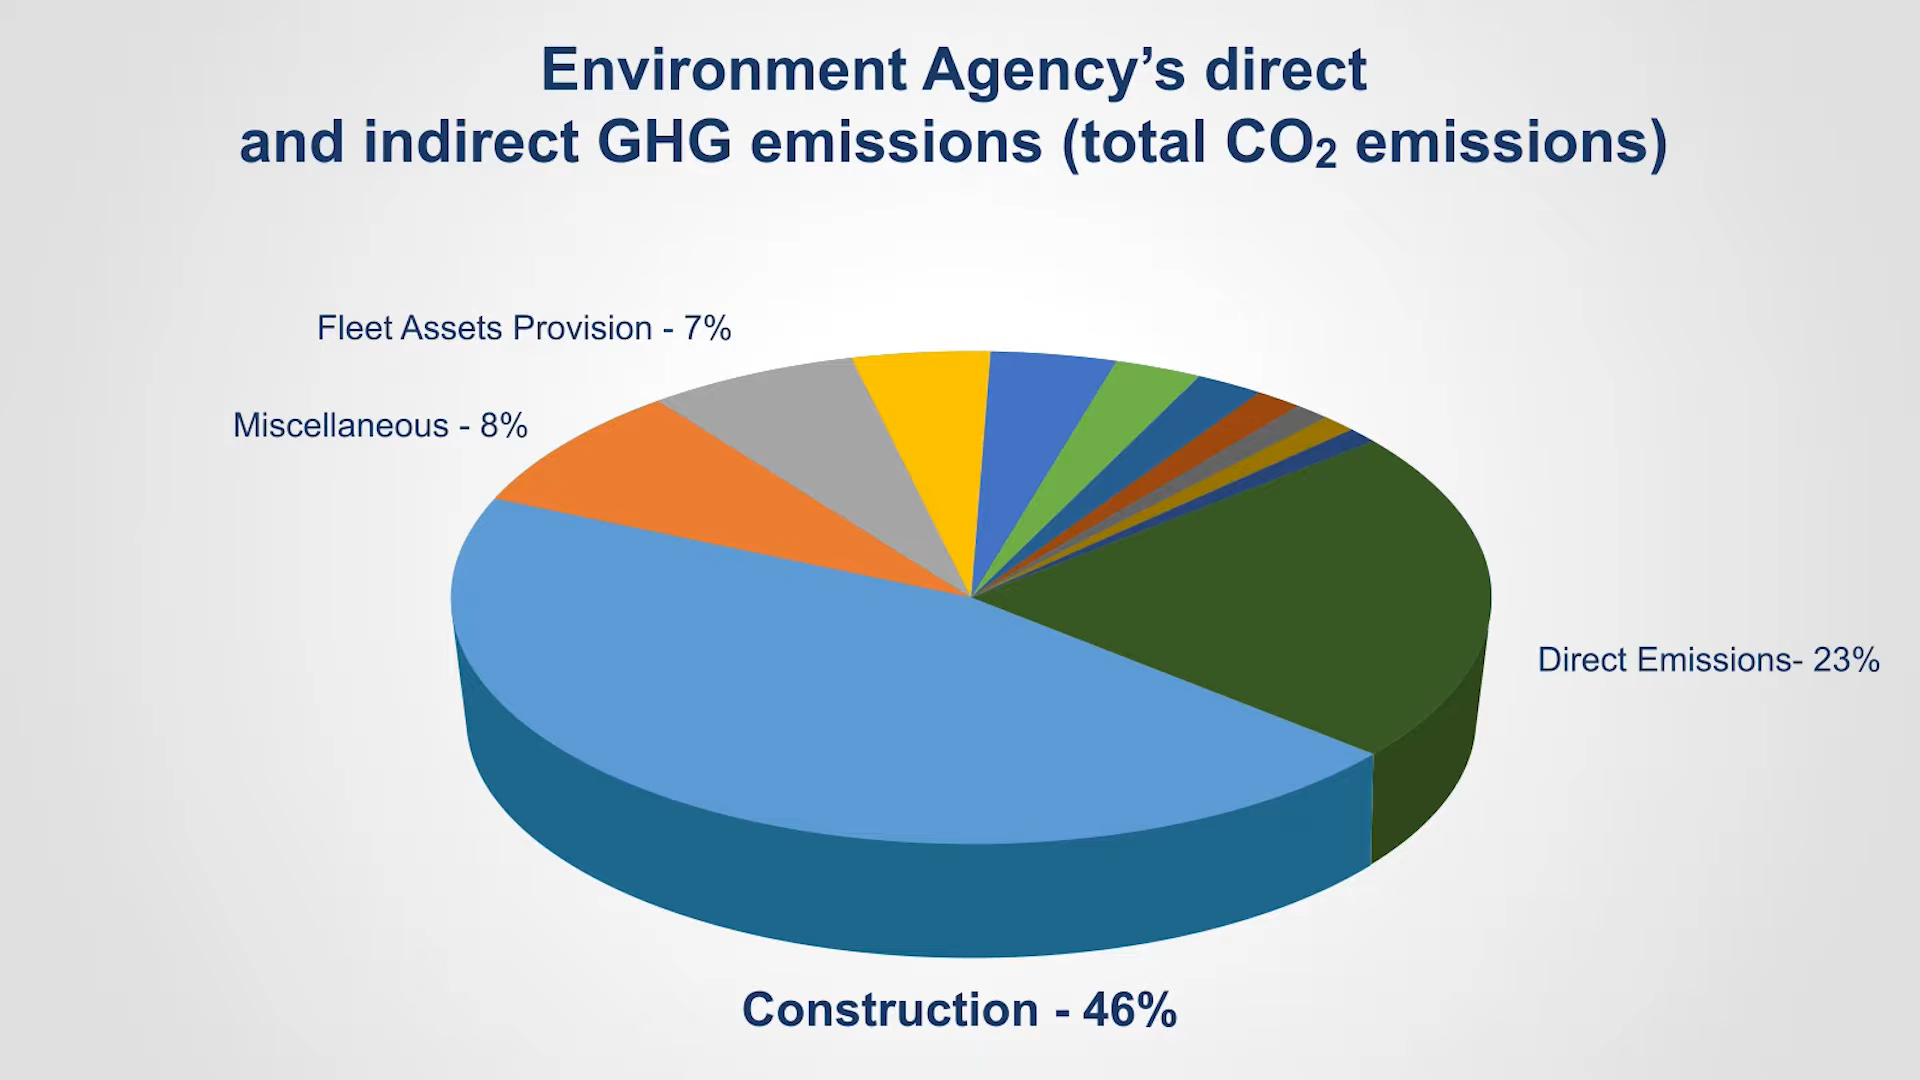 Environment Agency’s direct
and indirect GHG emissions (total CO₂ emissions)
Fleet Assets Provision - 7%
Miscellaneous - 8%
Direct Emissions- 23%
Construction - 46%